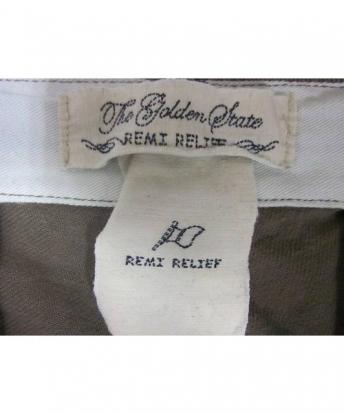 The Golden State
REMI RELIEF
REMI RELIEF